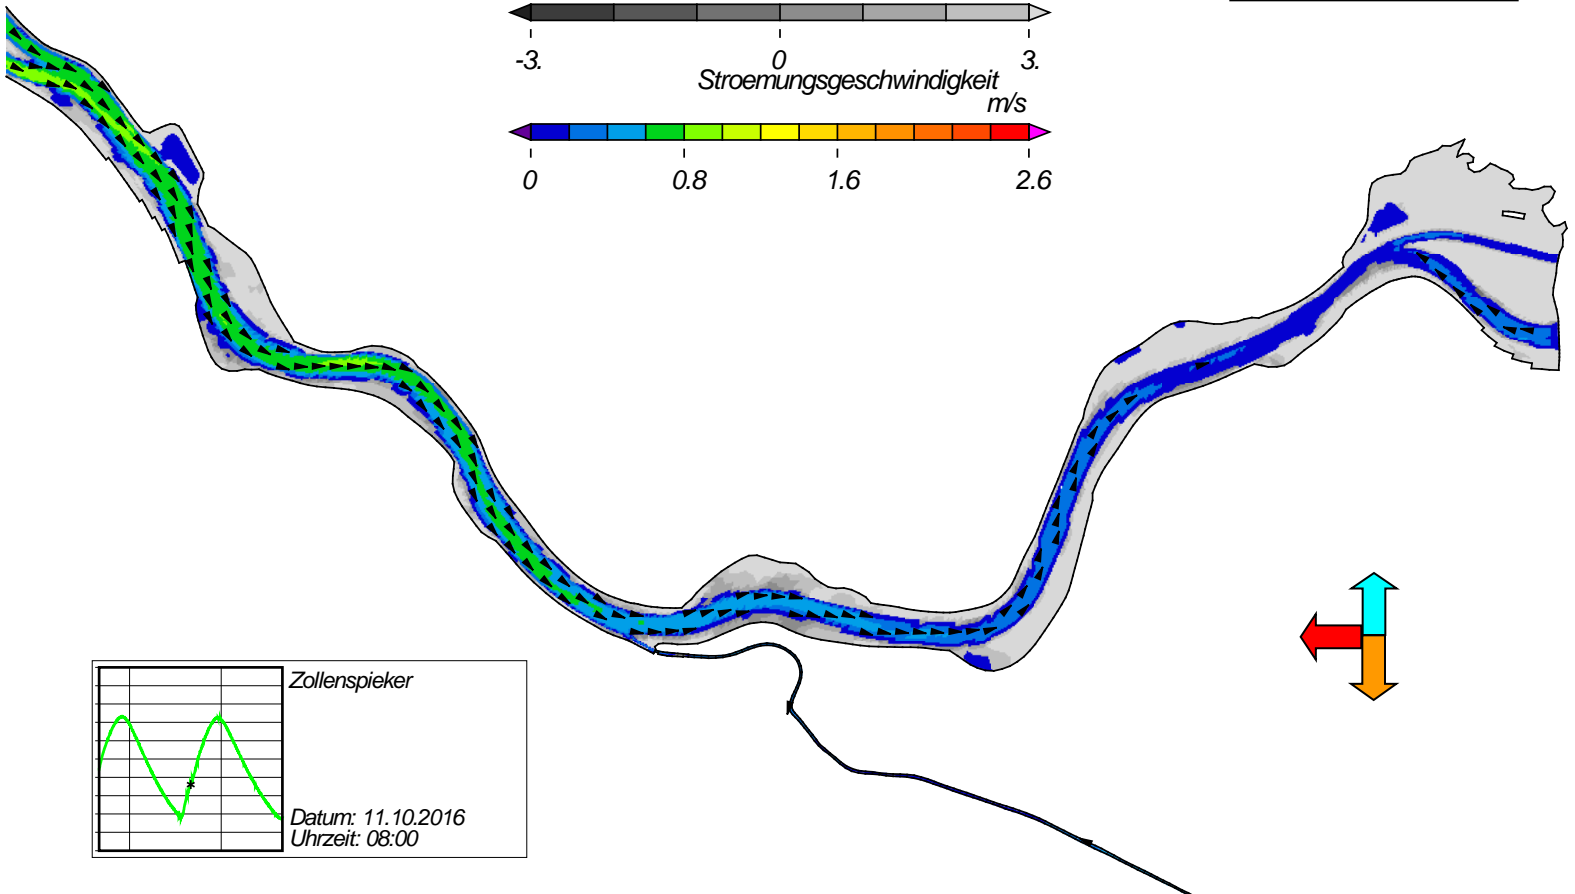 -3. 0 3.
Stroemungsgeschwindigkeit
m/s
0 0.8 1.6 2.6
Zollenspieker
Datum: 11.10.2016
Uhrzeit: 08:00